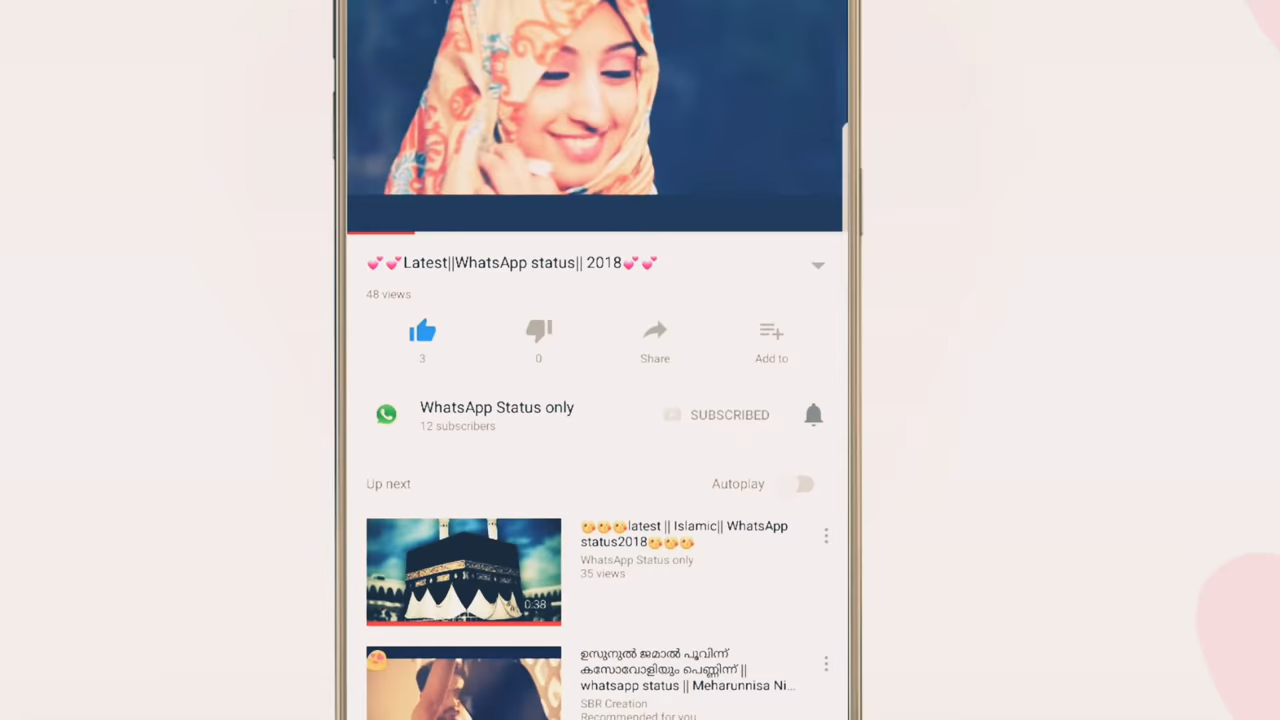 💕💕Latest||WhatsApp status|| 2018💕💕
48 views
3
0
Share
Add to
WhatsApp Status only
12 subscribers
SUBSCRIBED
Up next
Autoplay
😘😘😘latest || Islamic|| WhatsApp
status2018😘😘😘
WhatsApp Status only
35 views
0:38
ഉസുനുൽ ജമാൽ പൂവിന്ന്
കസോവോളിയും പെണ്ണിന്ന് ||
whatsapp status || Meharunnisa Ni...
SBR Creation
Recommended for you